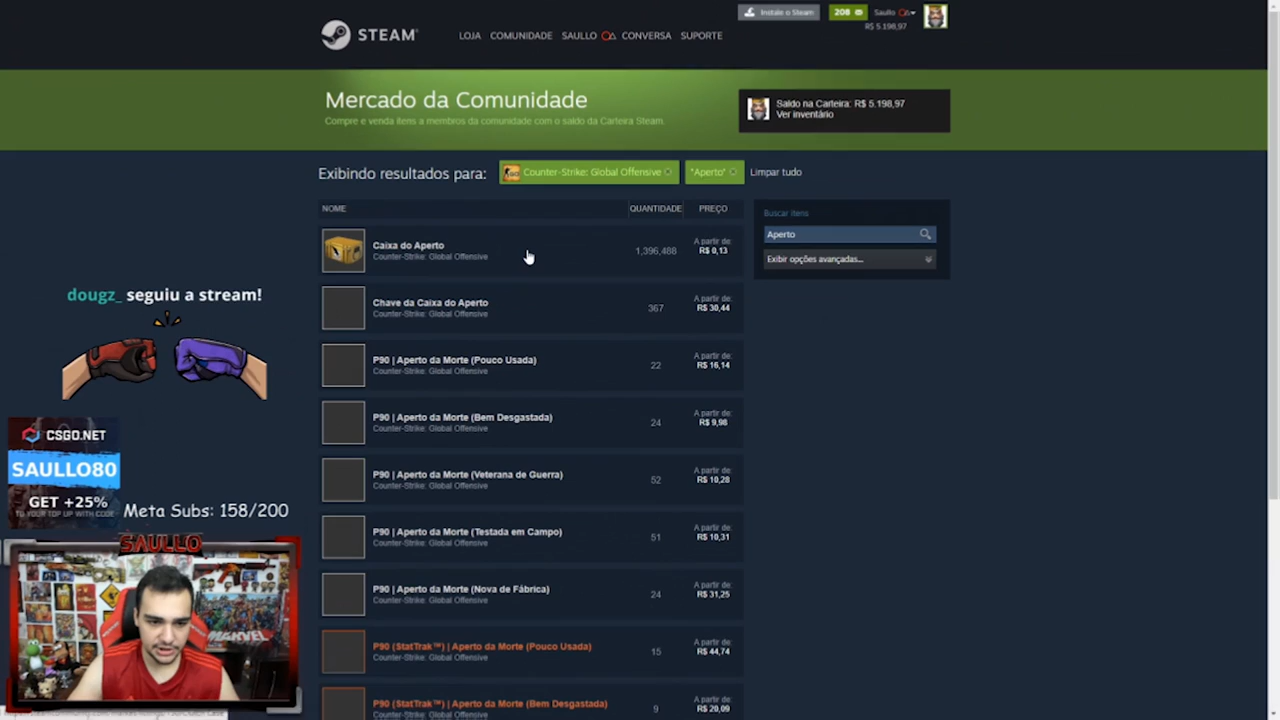 Instale o Steam
208
Saullo
R$ 5.198,97
STEAM
LOJA COMUNIDADE SAULLO CONVERSA SUPORTE
Mercado da Comunidade
Compre e venda itens a membros da comunidade com o saldo da Carteira Steam.
Saldo na Carteira: R$ 5.198,97
Ver inventário
Exibindo resultados para: Counter-Strike: Global Offensive "Aperto" Limpar tudo
NOME QUANTIDADE PREÇO
Caixa do Aperto
Counter-Strike: Global Offensive
1,396,488
A partir de:
R$ 0,13
Chave da Caixa do Aperto
Counter-Strike: Global Offensive
367
A partir de:
R$ 30,44
P90 | Aperto da Morte (Pouco Usada)
Counter-Strike: Global Offensive
22
A partir de:
R$ 16,14
P90 | Aperto da Morte (Bem Desgastada)
Counter-Strike: Global Offensive
24
A partir de:
R$ 9,98
P90 | Aperto da Morte (Veterana de Guerra)
Counter-Strike: Global Offensive
52
A partir de:
R$ 10,28
P90 | Aperto da Morte (Testada em Campo)
Counter-Strike: Global Offensive
51
A partir de:
R$ 10,31
P90 | Aperto da Morte (Nova de Fábrica)
Counter-Strike: Global Offensive
24
A partir de:
R$ 31,25
P90 (StatTrak™) | Aperto da Morte (Pouco Usada)
Counter-Strike: Global Offensive
15
A partir de:
R$ 44,74
P90 (StatTrak™) | Aperto da Morte (Bem Desgastada)
9
A partir de:
R$ 20,09
Buscar itens
Aperto
Exibir opções avançadas...
dougz_ seguiu a stream!
CSGO.NET
SAULLO80
GET +25%
TO YOUR TOP UP WITH CODE
Meta Subs: 158/200
SAULLO
MARVEL